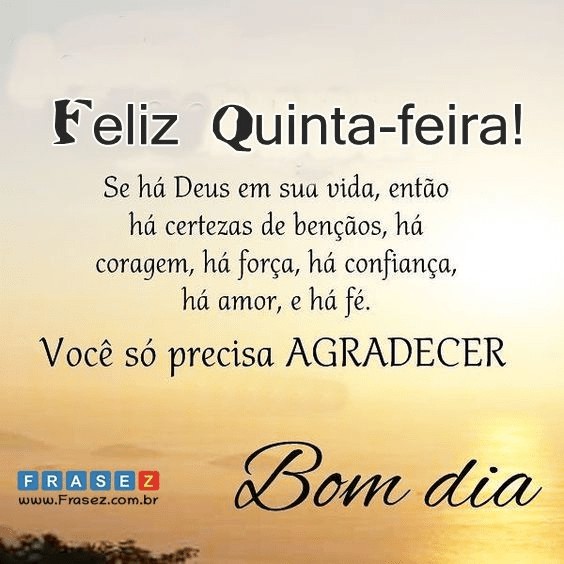 Feliz Quinta-feira!
Se há Deus em sua vida, então
há certezas de bençãos, há
coragem, há força, há confiança,
há amor, e há fé.
Você só precisa AGRADECER
Bom dia
FRASEZ
www.Frasez.com.br